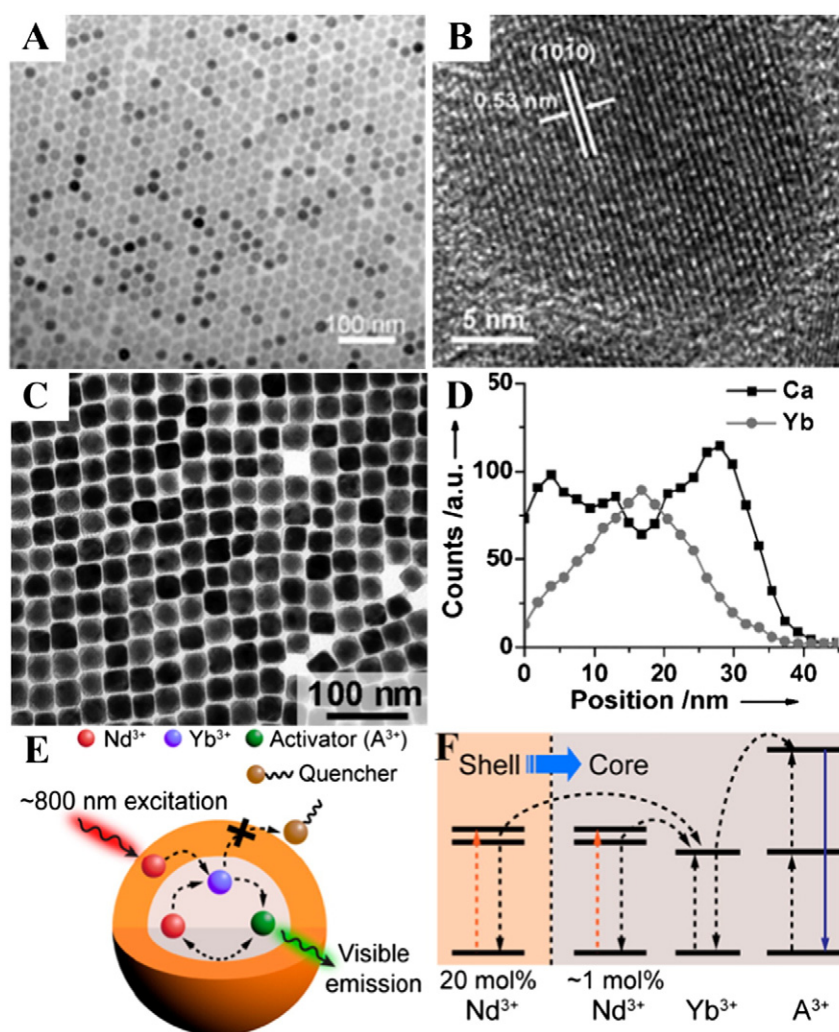 A
100 nm
B
(101̄0)
0.53 nm
5 nm
C
100 nm
D
Ca
Yb
Counts /a.u.
50
100
50
0
0 10 20 30 40
Position /nm
E
Nd³⁺ Yb³⁺ Activator (A³⁺)
Quencher
~800 nm excitation
Visible
emission
F
Shell Core
20 mol% ~1 mol%
Nd³⁺ Nd³⁺ Yb³⁺ A³⁺